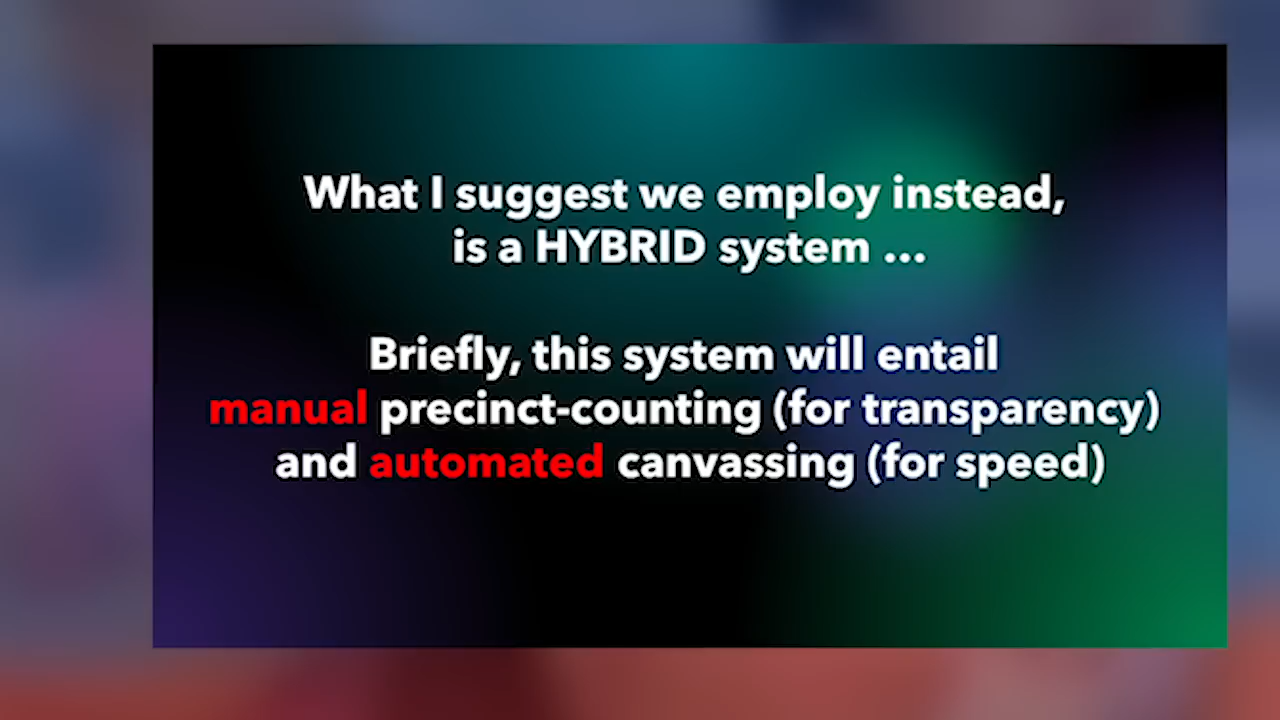 What I suggest we employ instead,
is a HYBRID system ...
Briefly, this system will entail
manual precinct-counting (for transparency)
and automated canvassing (for speed)